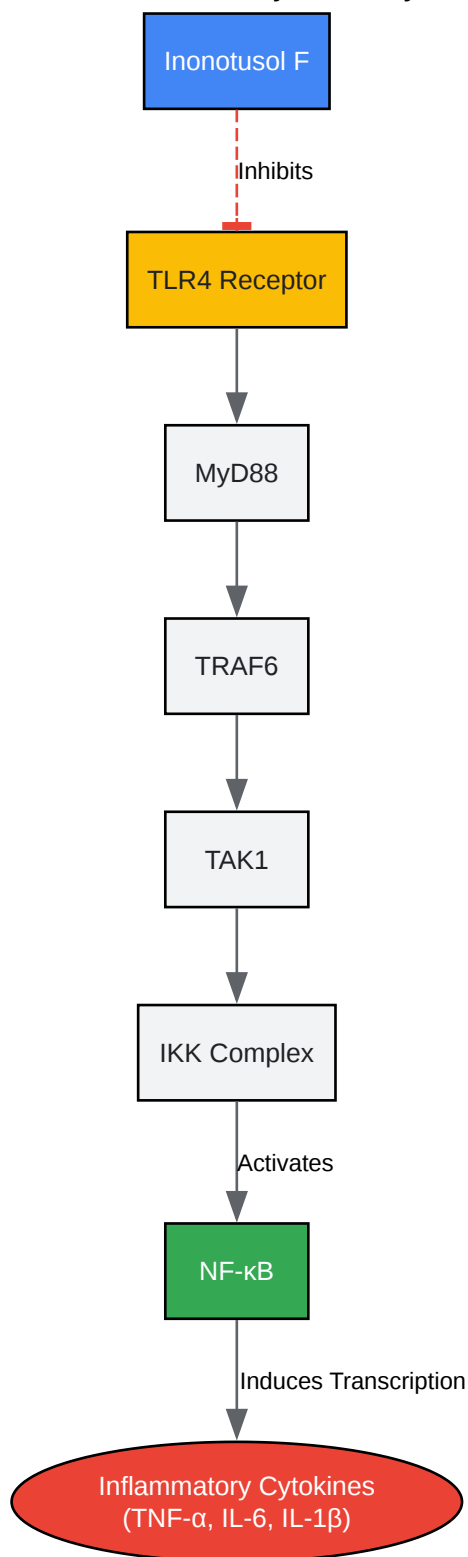 Inonotusol F
Inhibits
TLR4 Receptor
MyD88
TRAF6
TAK1
IKK Complex
Activates
NF-κB
Induces Transcription
Inflammatory Cytokines
(TNF-α, IL-6, IL-1β)